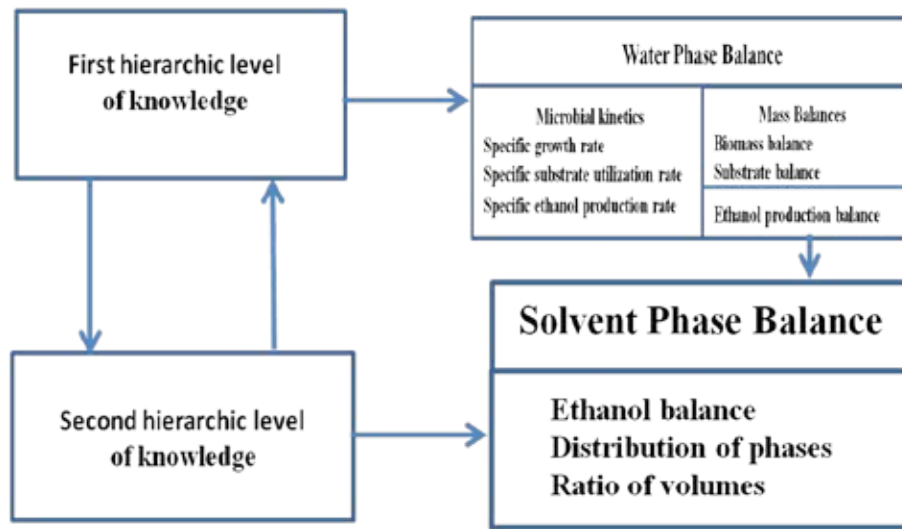 First hierarchic level
of knowledge
Water Phase Balance
Microbial kinetics
Specific growth rate
Specific substrate utilization rate
Specific ethanol production rate
Mass Balances
Biomass balance
Substrate balance
Ethanol production balance
Second hierarchic level
of knowledge
Solvent Phase Balance
Ethanol balance
Distribution of phases
Ratio of volumes